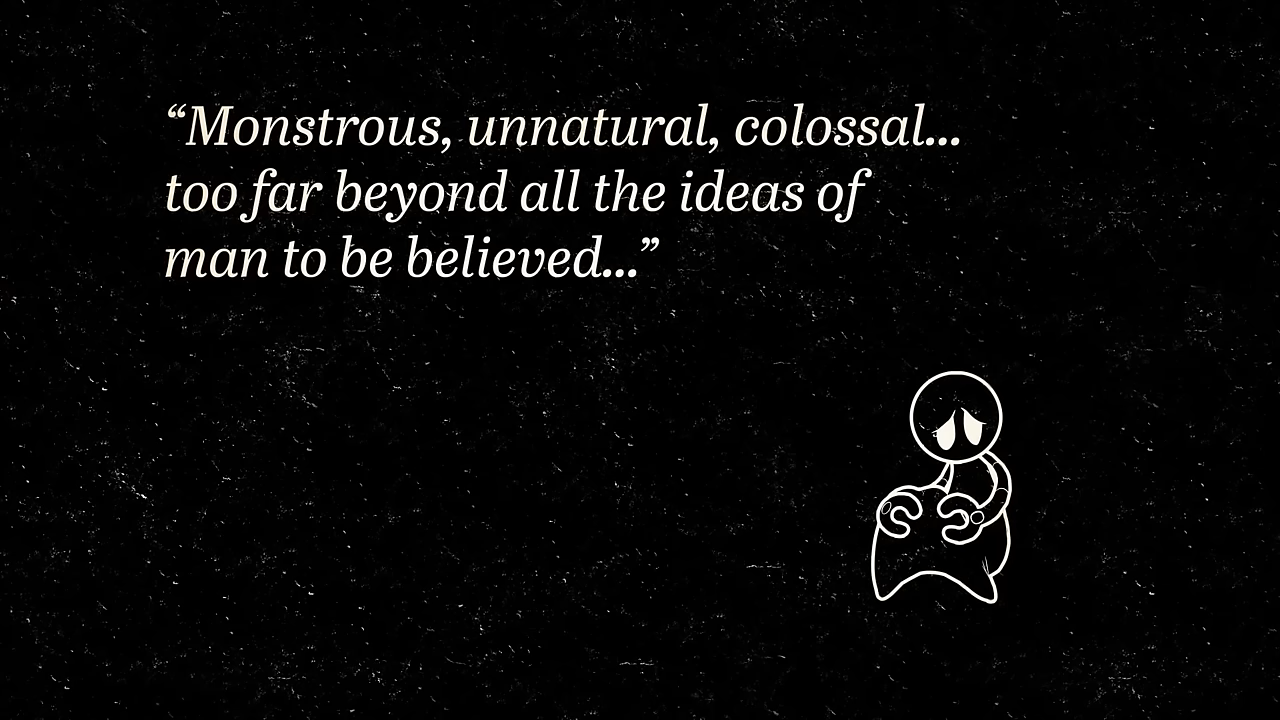 “Monstrous, unnatural, colossal...
too far beyond all the ideas of
man to be believed...”